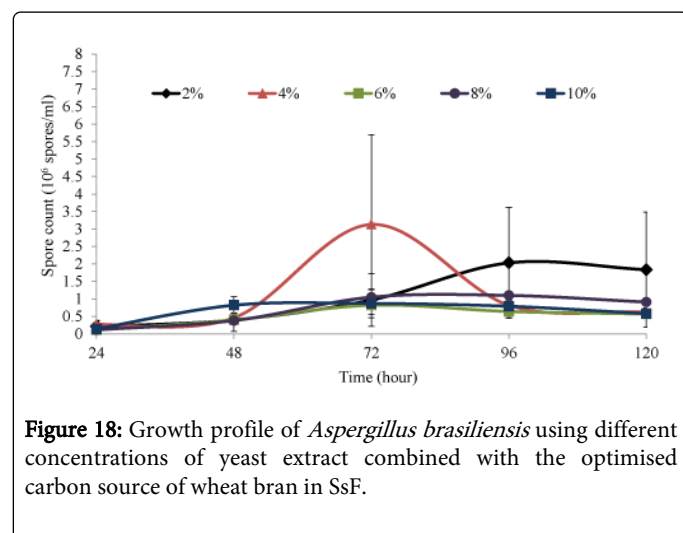 8
7.5
7
6.5
6
5.5
5
4.5
4
3.5
3
2.5
2
1.5
1
0.5
0
Spore count (10⁶ spores/ml)
2% 4% 6% 8% 10%
24 48 72 96 120
Time (hour)
Figure 18: Growth profile of Aspergillus brasiliensis using different
concentrations of yeast extract combined with the optimised
carbon source of wheat bran in SsF.